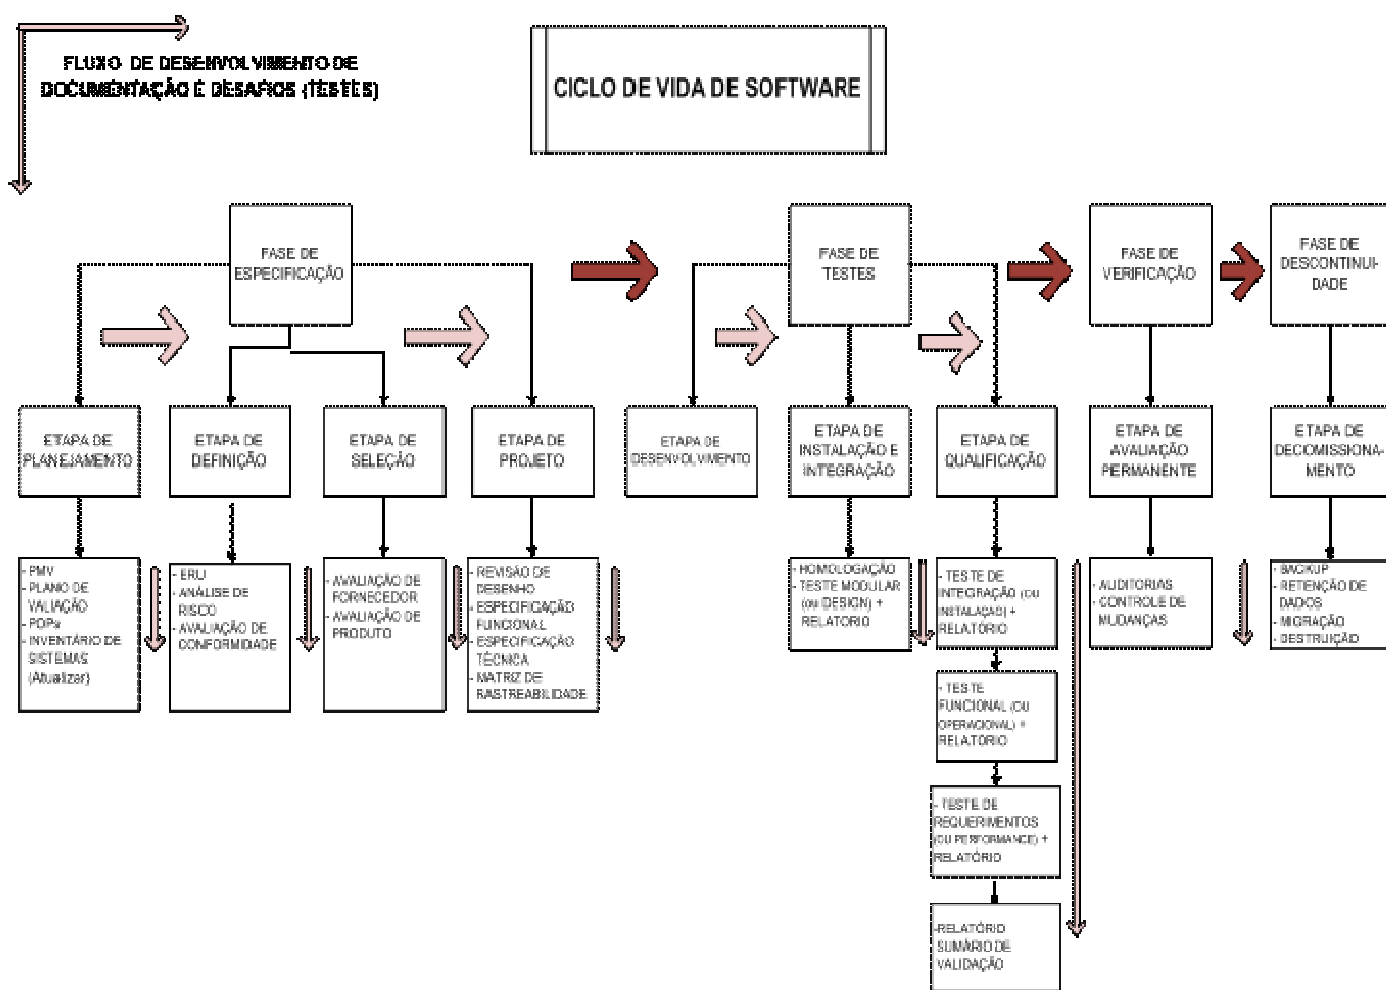 FLUXO DE DESENVOLVIMENTO DE
DOCUMENTAÇÃO E DESAFIOS (TESTES)
CICLO DE VIDA DE SOFTWARE
FASE DE
ESPECIFICAÇÃO
FASE DE
TESTES
FASE DE
VERIFICAÇÃO
FASE DE
DESCONTINUI-
DADE
ETAPA DE
PLANEJAMENTO
ETAPA DE
DEFINIÇÃO
ETAPA DE
SELEÇÃO
ETAPA DE
PROJETO
ETAPA DE
DESENVOLVIMENTO
ETAPA DE
INSTALAÇÃO E
INTEGRAÇÃO
ETAPA DE
QUALIFICAÇÃO
ETAPA DE
AVALIAÇÃO
PERMANENTE
ETAPA DE
DECOMISSIONA-
MENTO
- PMV
- PLANO DE
VALIAÇÃO
- POPs
- INVENTÁRIO DE
SISTEMAS
(Atualizar)
- ERU
- ANÁLISE DE
RISCO
- AVALIAÇÃO DE
CONFORMIDADE
- AVALIAÇÃO DE
FORNECEDOR
- AVALIAÇÃO DE
PRODUTO
- REVISÃO DE
DESENHO
- ESPECIFICAÇÃO
FUNCIONAL
- ESPECIFICAÇÃO
TÉCNICA
- MATRIZ DE
RASTREABILIDADE
- HOMOLOGAÇÃO
- TESTE MODULAR
(OU DESIGN) +
RELATORIO
- TESTE DE
INTEGRAÇÃO (OU
INSTALAÇÃO) +
RELATÓRIO
- TESTE
FUNCIONAL (OU
OPERACIONAL) +
RELATÓRIO
- TESTE DE
REQUERIMENTOS
(OU PERFORMANCE) +
RELATÓRIO
-RELATÓRIO
SUMÁRIO DE
VALIDAÇÃO
- AUDITORIAS
- CONTROLE DE
MUDANÇAS
- BACKUP
- RETENÇÃO DE
DADOS
- MIGRAÇÃO
- DESTRUIÇÃO